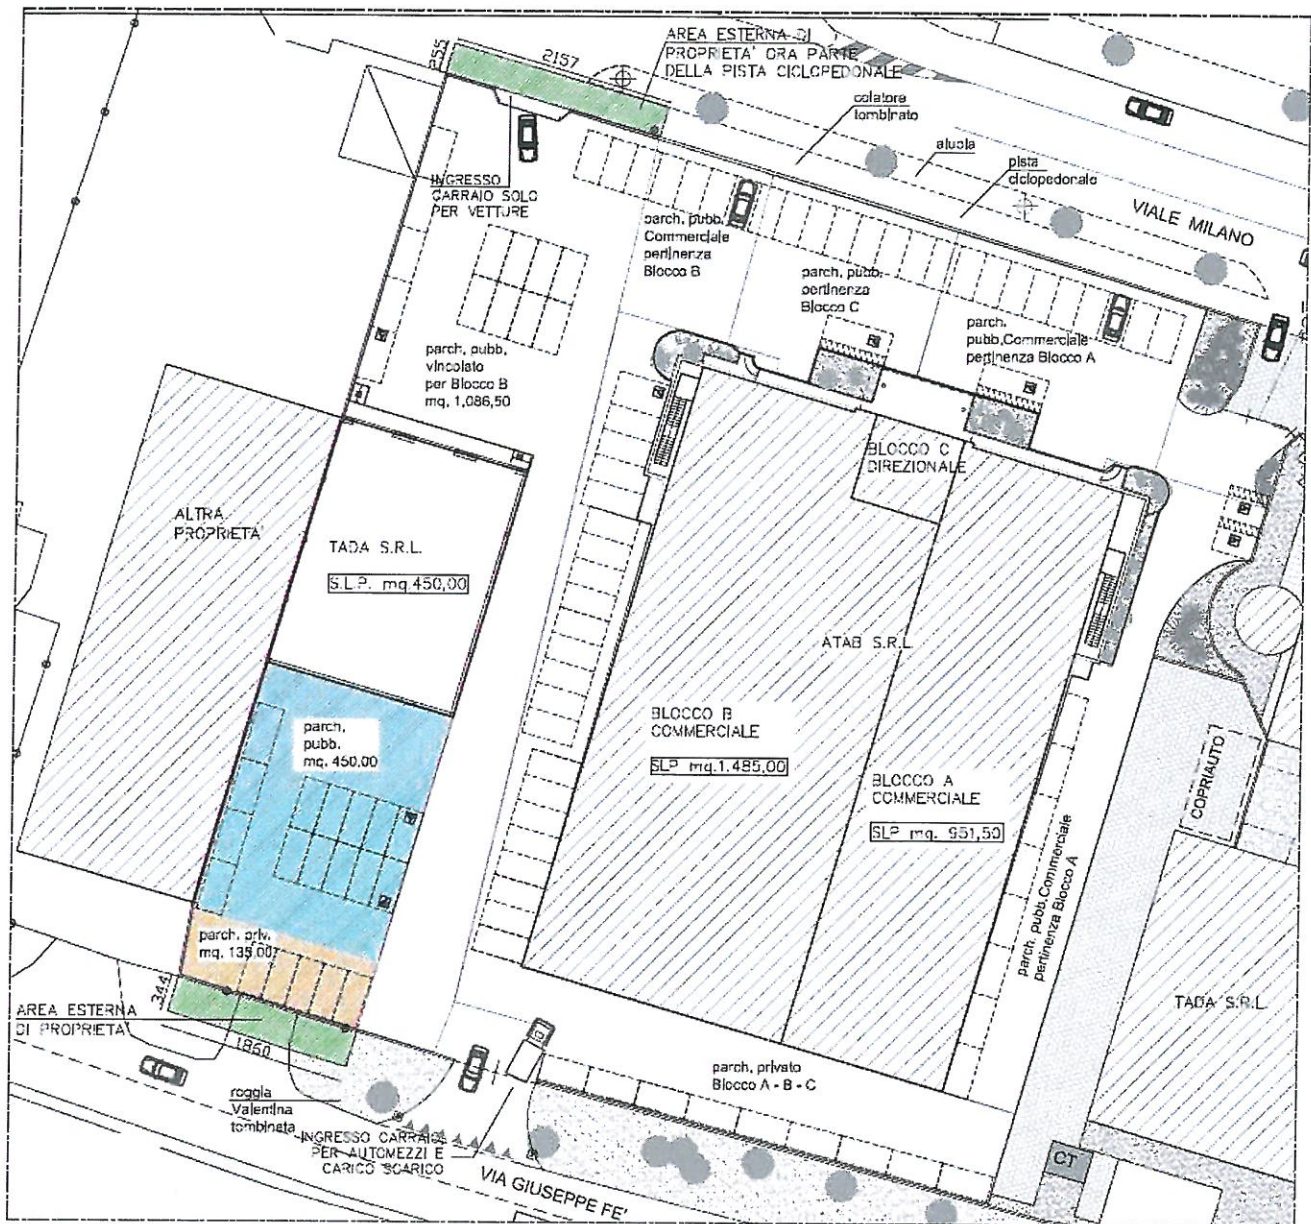 AREA ESTERNA DI
PROPRIETA' ORA PARTE
DELLA PISTA CICLOPEDONALE
255
2157
colatore
tombinato
aiuola
pista
ciclopedonale
VIALE MILANO
INGRESSO
CARRAIO SOLO
PER VETTURE
parch. pubb.
Commerciale
pertinenza
Blocco B
parch. pubb.
pertinenza
Blocco C
parch.
pubb.Commerciale
pertinenza Blocco A
parch. pubb.
vincolato
per Blocco B
mq. 1.086,50
ALTRA
PROPRIETA'
TADA S.R.L.
S.L.P. mq.450,00
BLOCCO C
DIREZIONALE
ATAB S.R.L.
BLOCCO B
COMMERCIALE
SLP mq.1.485,00
BLOCCO A
COMMERCIALE
SLP mq. 951,50
parch.
pubb.
mq. 450,00
parch. priv.
mq. 135,00
COPRIAUTO
parch. pubb.Commerciale
pertinenza Blocco A
TADA S.R.L.
344
AREA ESTERNA
DI PROPRIETA'
1860
parch. privato
Blocco A - B - C
roggia
Valentina
tombinata
INGRESSO CARRAIO
PER AUTOMEZZI E
CARICO SCARICO
VIA GIUSEPPE FE'
CT